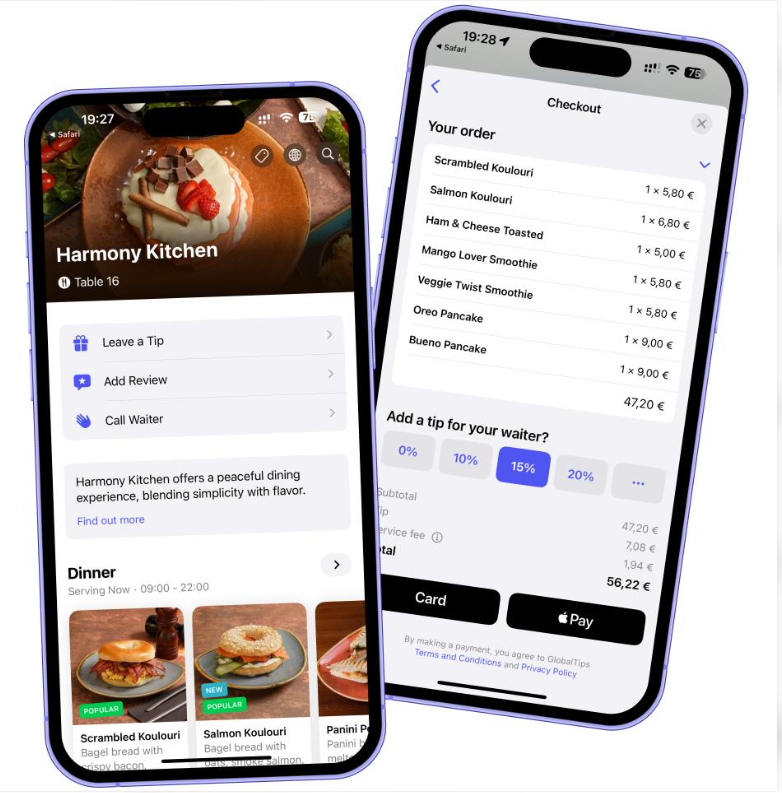 19:27
75
◄ Safari
Harmony Kitchen
Table 16
Leave a Tip
Add Review
Call Waiter
Harmony Kitchen offers a peaceful dining
experience, blending simplicity with flavor.
Find out more
Dinner
Serving Now · 09:00 - 22:00
POPULAR
NEW
POPULAR
Scrambled Koulouri
Bagel bread with
crispy bacon,
Salmon Koulouri
Bagel bread with
oats, smoke salmon,
Panini
Panini
19:28
75
◄ Safari
Checkout
Your order
Scrambled Koulouri 1 × 5,80 €
Salmon Koulouri 1 × 6,80 €
Ham & Cheese Toasted 1 × 5,00 €
Mango Lover Smoothie 1 × 5,80 €
Veggie Twist Smoothie 1 × 5,80 €
Oreo Pancake 1 × 9,00 €
Bueno Pancake 1 × 9,00 €
47,20 €
Add a tip for your waiter?
0% 10% 15% 20% ...
Subtotal 47,20 €
7,08 €
service fee 1,94 €
56,22 €
Card
Pay
By making a payment, you agree to GlobalTips
Terms and Conditions and Privacy Policy